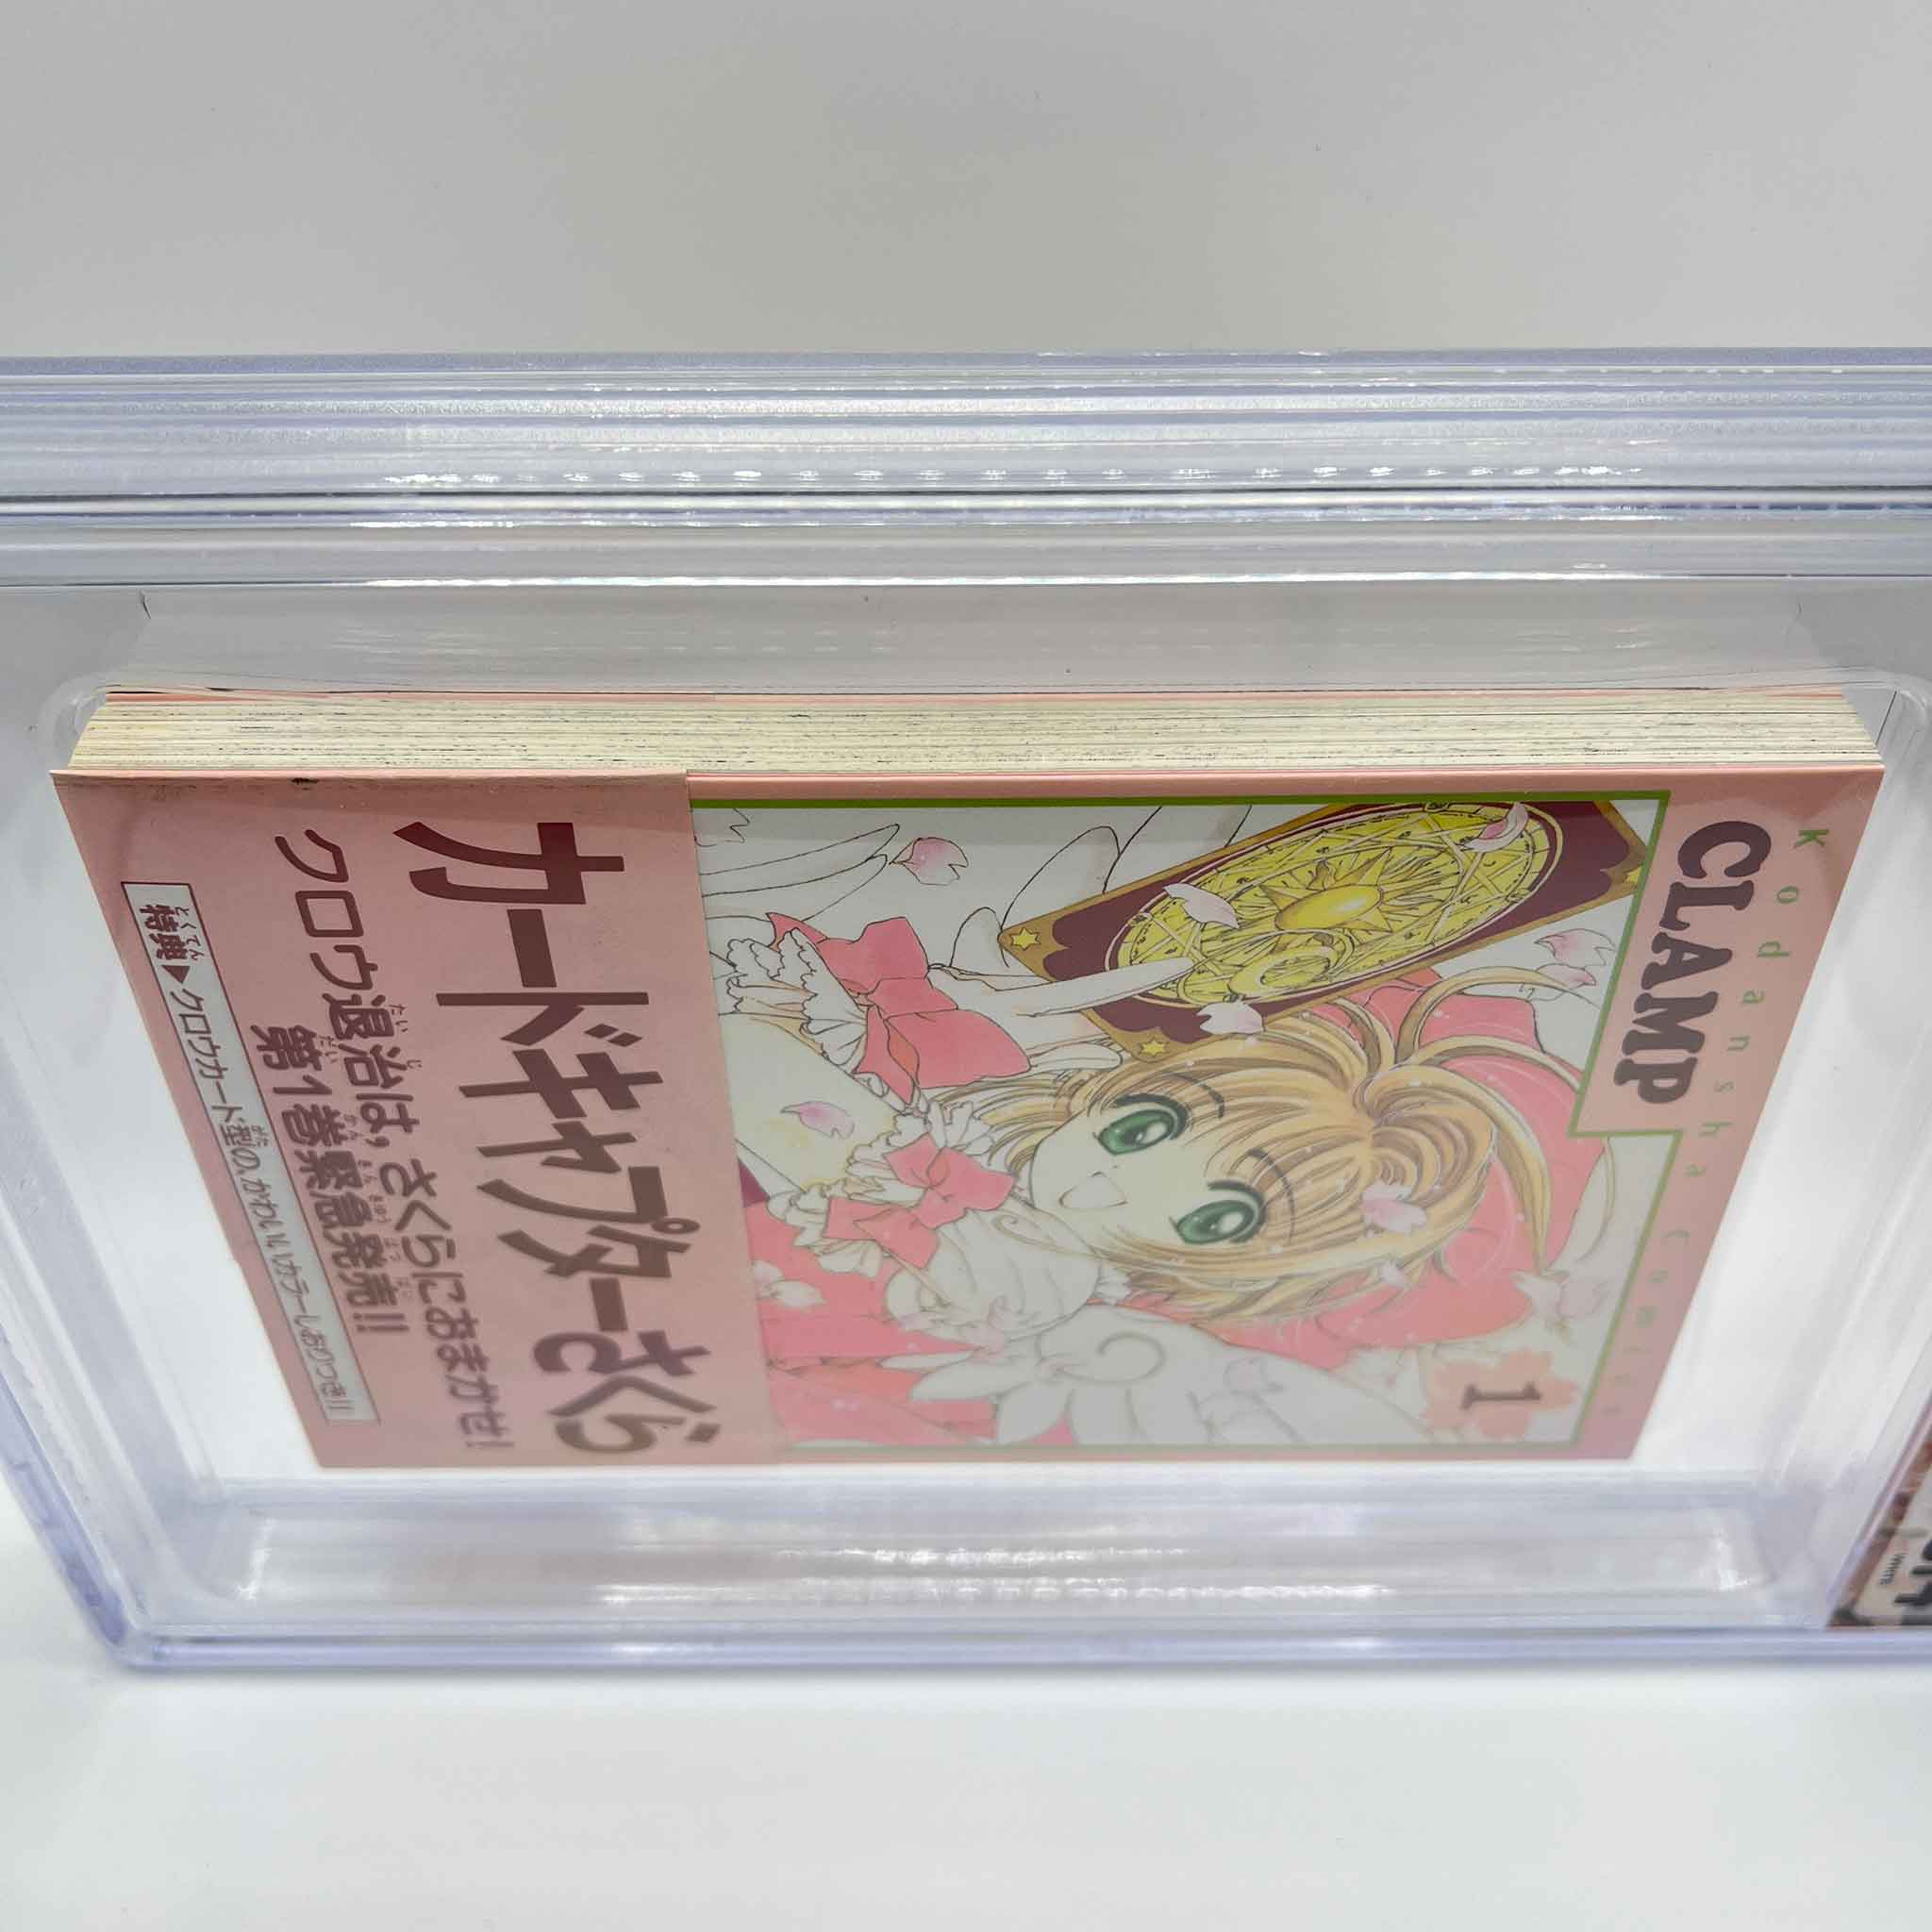 Kodansha Comics
CLAMP
1
カードキャプターさくら
クロウ退治は,さくらにおまかせ!
第1巻緊急発売!!
特典▶クロウカード型の,かわいいカラーしおりつき!!